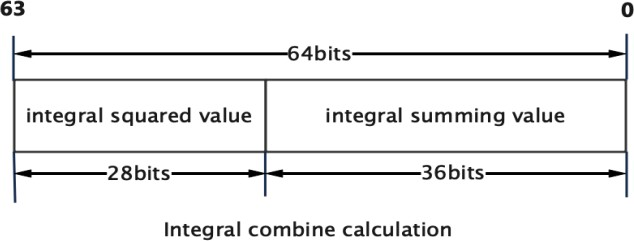 63 0
64bits
integral squared value integral summing value
28bits 36bits
Integral combine calculation